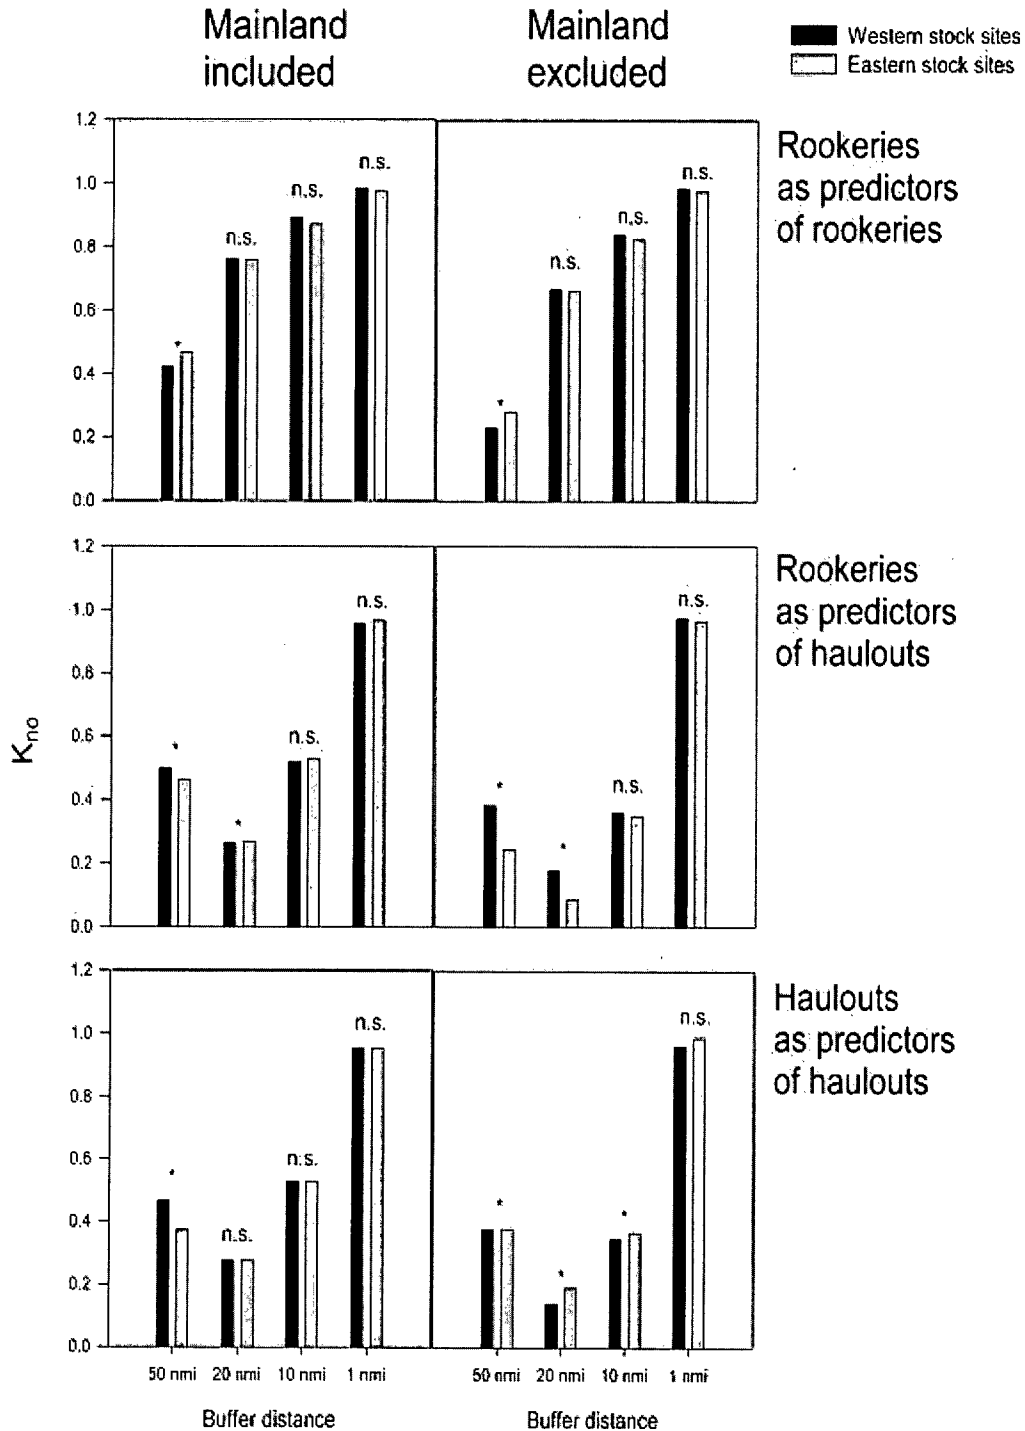 Mainland included
Mainland excluded
Western stock sites
Eastern stock sites
1.2
1.0
0.8
0.6
0.4
0.2
0.0
n.s.
n.s.
n.s.
*
n.s.
n.s.
n.s.
*
Rookeries
as predictors
of rookeries
1.2
1.0
0.8
0.6
0.4
0.2
0.0
*
*
n.s.
n.s.
*
*
n.s.
n.s.
Rookeries
as predictors
of haulouts
Kno
1.2
1.0
0.8
0.6
0.4
0.2
0.0
*
n.s.
n.s.
n.s.
*
*
*
n.s.
Haulouts
as predictors
of haulouts
50 nmi 20 nmi 10 nmi 1 nmi
50 nmi 20 nmi 10 nmi 1 nmi
Buffer distance
Buffer distance